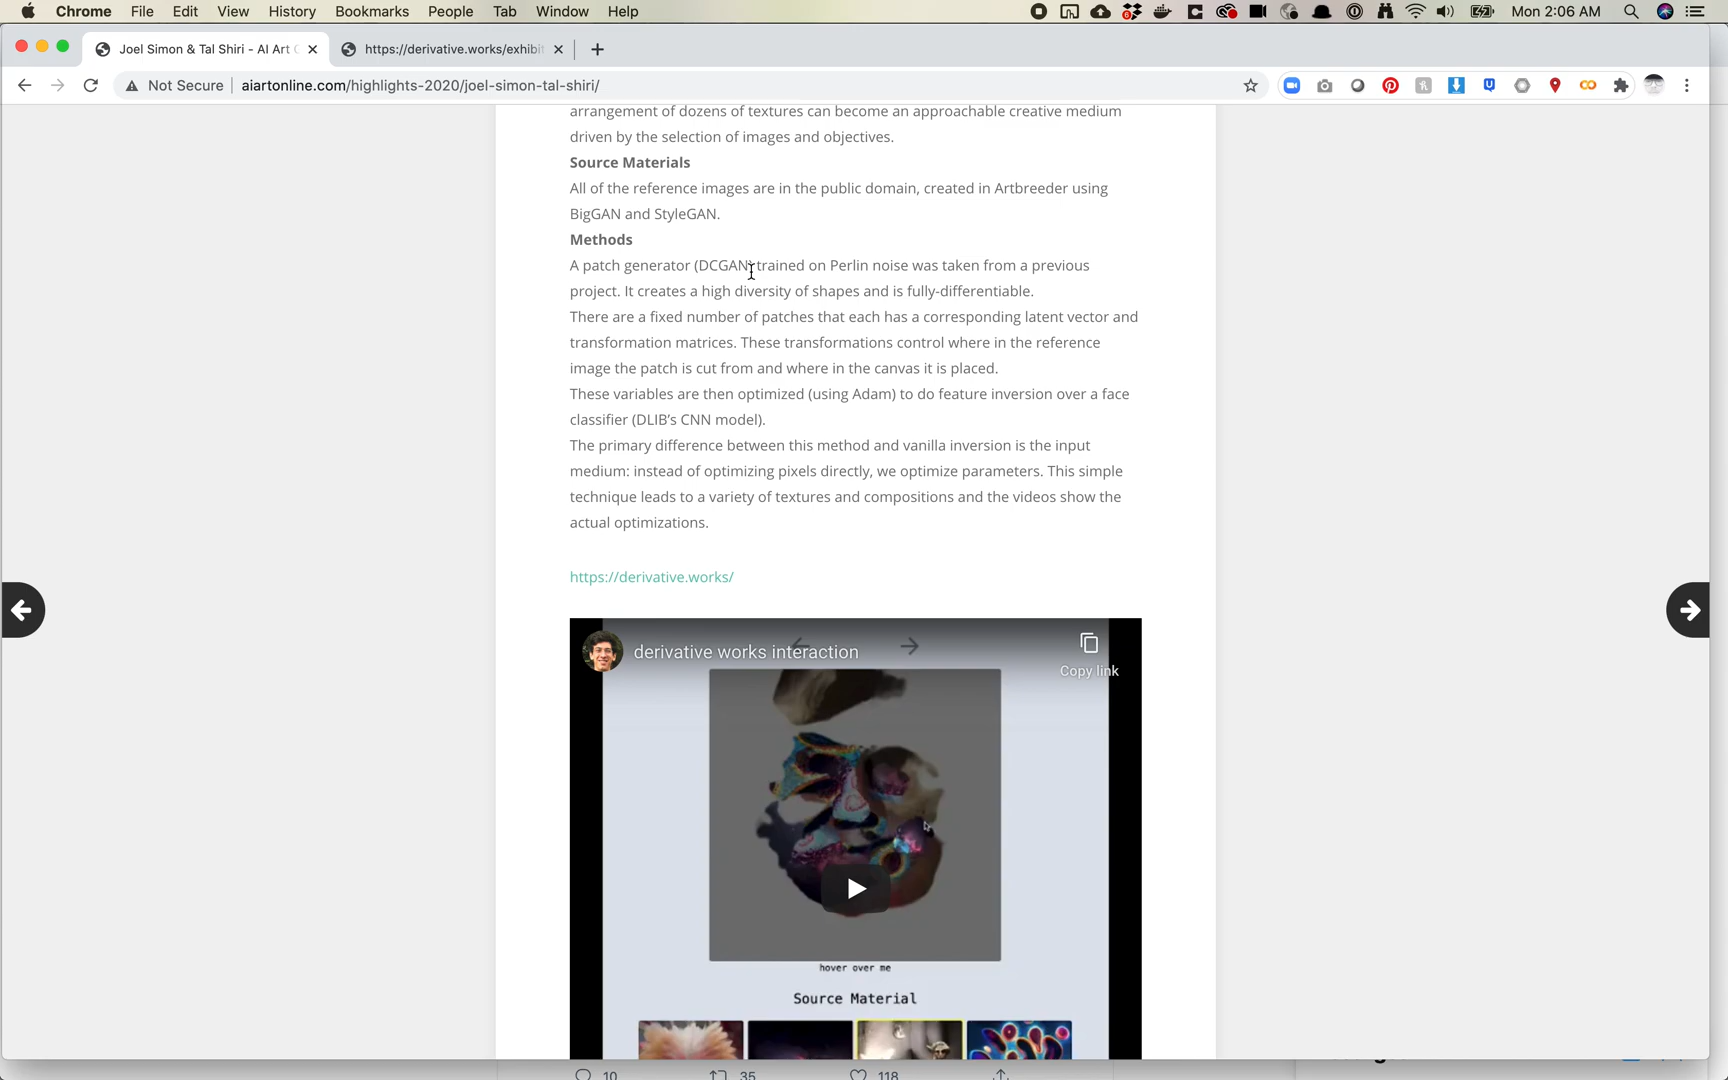 Chrome File Edit View History Bookmarks People Tab Window Help
Mon 2:06 AM
Joel Simon & Tal Shiri - AI Art
https://derivative.works/exhibit
Not Secure
aiartonline.com/highlights-2020/joel-simon-tal-shiri/
arrangement of dozens of textures can become an approachable creative medium
driven by the selection of images and objectives.
Source Materials
All of the reference images are in the public domain, created in Artbreeder using
BigGAN and StyleGAN.
Methods
A patch generator (DCGAN) trained on Perlin noise was taken from a previous
project. It creates a high diversity of shapes and is fully-differentiable.
There are a fixed number of patches that each has a corresponding latent vector and
transformation matrices. These transformations control where in the reference
image the patch is cut from and where in the canvas it is placed.
These variables are then optimized (using Adam) to do feature inversion over a face
classifier (DLIB’s CNN model).
The primary difference between this method and vanilla inversion is the input
medium: instead of optimizing pixels directly, we optimize parameters. This simple
technique leads to a variety of textures and compositions and the videos show the
actual optimizations.
https://derivative.works/
derivative works interaction
Copy link
hover over me
Source Material
10 35 118